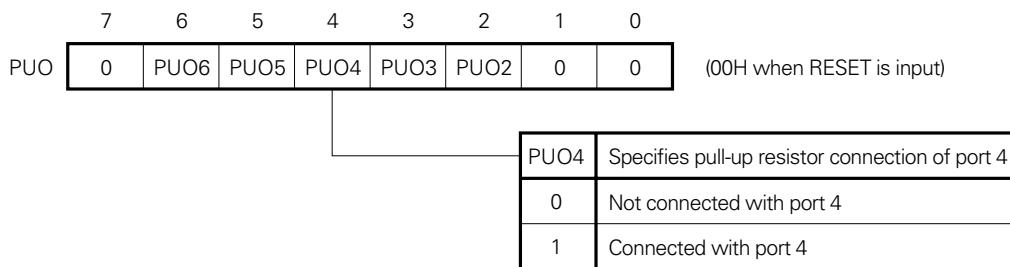 7 6 5 4 3 2 1 0
PUO 0 PUO6 PUO5 PUO4 PUO3 PUO2 0 0 (00H when RESET is input)
PUO4 Specifies pull-up resistor connection of port 4
0 Not connected with port 4
1 Connected with port 4